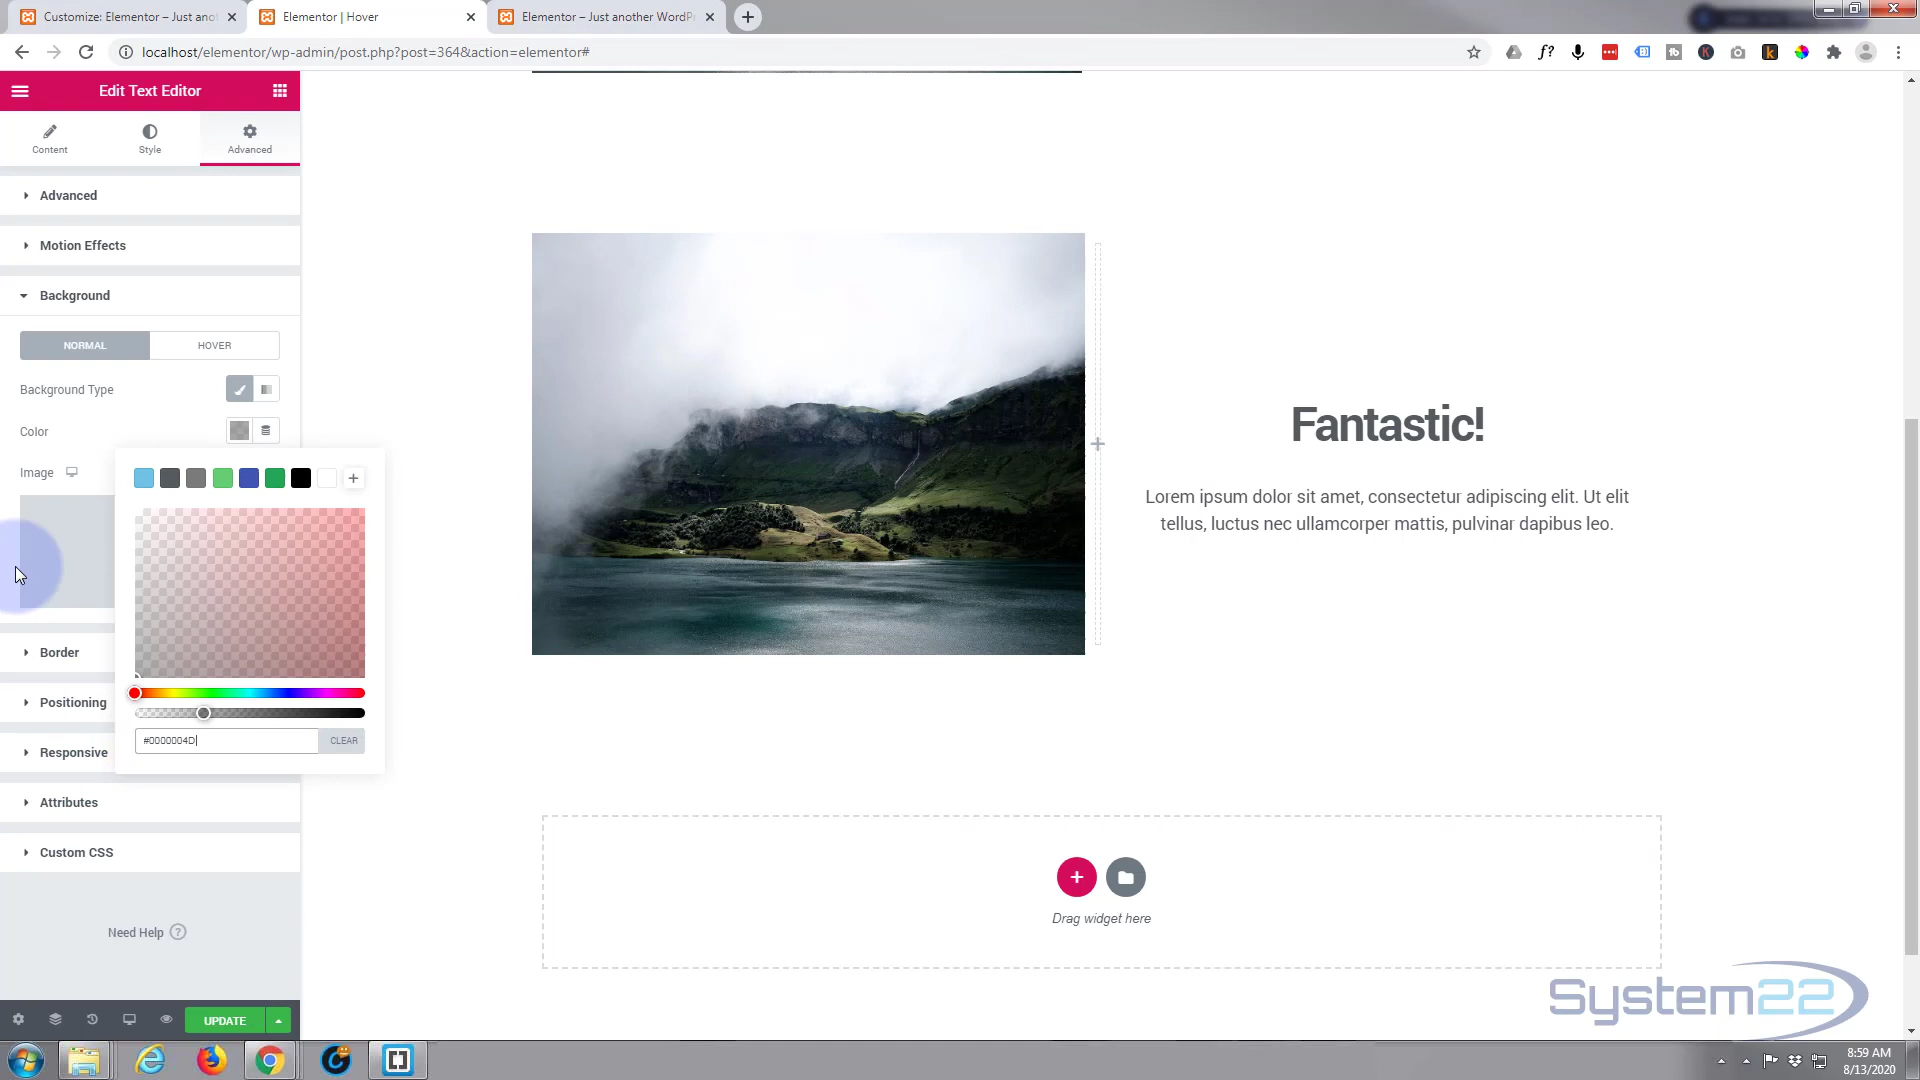 Customize: Elementor – Just anot
Elementor | Hover
Elementor – Just another WordPr
localhost/elementor/wp-admin/post.php?post=364&action=elementor#
Edit Text Editor
Content
Style
Advanced
Advanced
Motion Effects
Background
NORMAL
HOVER
Background Type
Color
Image
#0000004D
CLEAR
Border
Positioning
Responsive
Attributes
Custom CSS
Need Help ?
UPDATE
Fantastic!
Lorem ipsum dolor sit amet, consectetur adipiscing elit. Ut elit
tellus, luctus nec ullamcorper mattis, pulvinar dapibus leo.
Drag widget here
System22
8:59 AM
8/13/2020